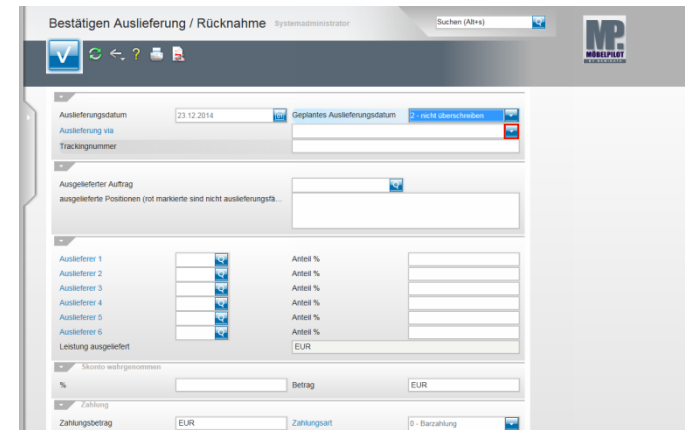 Bestätigen Auslieferung / Rücknahme Systemadministrator
Suchen (Alt+s)
MP
MÖBELPILOT
Auslieferungsdatum 23.12.2014 Geplantes Auslieferungsdatum 2 - nicht überschreiben
Auslieferung via
Trackingnummer
Ausgelieferter Auftrag
ausgelieferte Positionen (rot markierte sind nicht auslieferungsfä...
Auslieferer 1 Anteil %
Auslieferer 2 Anteil %
Auslieferer 3 Anteil %
Auslieferer 4 Anteil %
Auslieferer 5 Anteil %
Auslieferer 6 Anteil %
Leistung ausgeliefert EUR
Skonto wahrgenommen
% Betrag EUR
Zahlung
Zahlungsbetrag EUR Zahlungsart 0 - Barzahlung